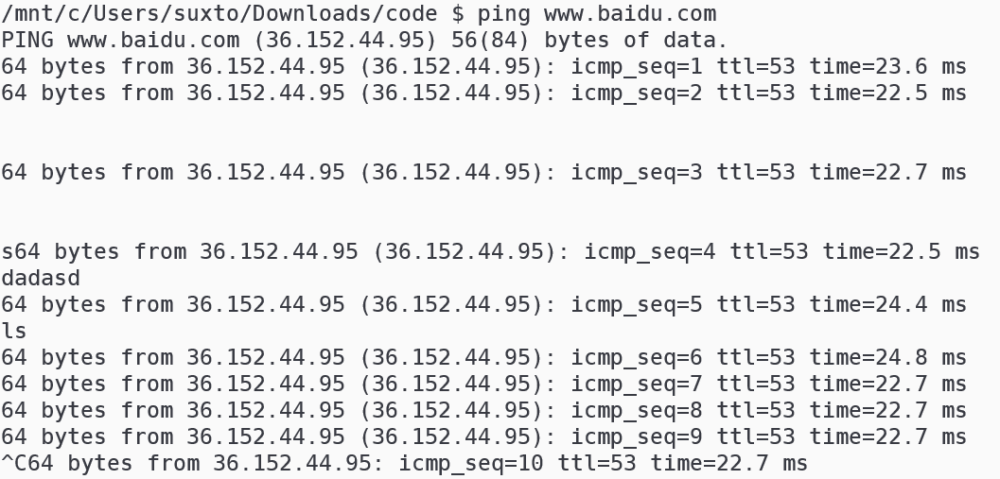 /mnt/c/Users/suxto/Downloads/code $ ping www.baidu.com
PING www.baidu.com (36.152.44.95) 56(84) bytes of data.
64 bytes from 36.152.44.95 (36.152.44.95): icmp_seq=1 ttl=53 time=23.6 ms
64 bytes from 36.152.44.95 (36.152.44.95): icmp_seq=2 ttl=53 time=22.5 ms
64 bytes from 36.152.44.95 (36.152.44.95): icmp_seq=3 ttl=53 time=22.7 ms
s64 bytes from 36.152.44.95 (36.152.44.95): icmp_seq=4 ttl=53 time=22.5 ms
dadasd
64 bytes from 36.152.44.95 (36.152.44.95): icmp_seq=5 ttl=53 time=24.4 ms
ls
64 bytes from 36.152.44.95 (36.152.44.95): icmp_seq=6 ttl=53 time=24.8 ms
64 bytes from 36.152.44.95 (36.152.44.95): icmp_seq=7 ttl=53 time=22.7 ms
64 bytes from 36.152.44.95 (36.152.44.95): icmp_seq=8 ttl=53 time=22.7 ms
64 bytes from 36.152.44.95 (36.152.44.95): icmp_seq=9 ttl=53 time=22.7 ms
^C64 bytes from 36.152.44.95: icmp_seq=10 ttl=53 time=22.7 ms